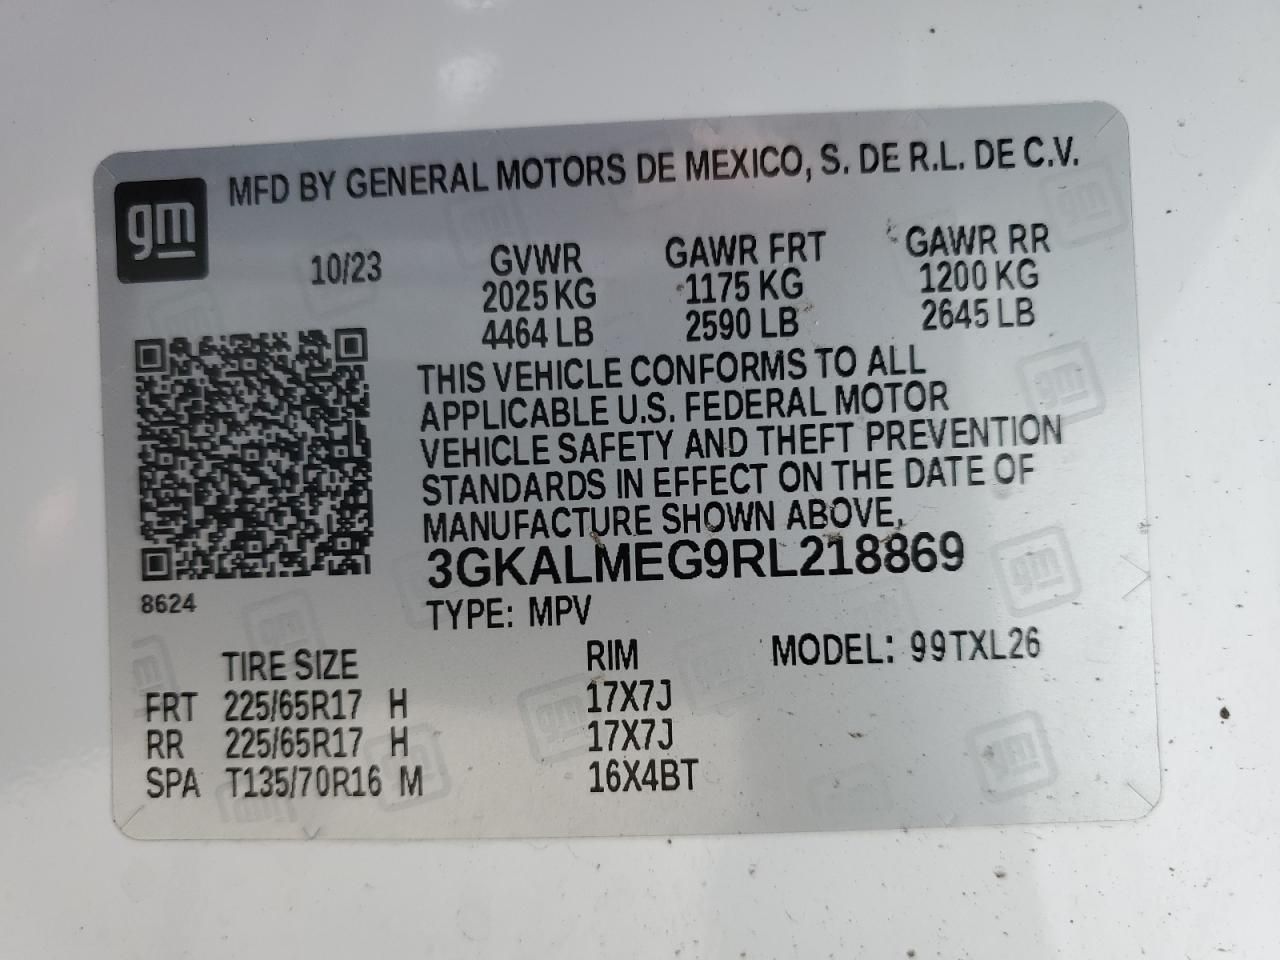 gm
MFD BY GENERAL MOTORS DE MEXICO, S. DE R.L. DE C.V.
10/23 GVWR GAWR FRT GAWR RR
2025 KG 1175 KG 1200 KG
4464 LB 2590 LB 2645 LB
THIS VEHICLE CONFORMS TO ALL
APPLICABLE U.S. FEDERAL MOTOR
VEHICLE SAFETY AND THEFT PREVENTION
STANDARDS IN EFFECT ON THE DATE OF
MANUFACTURE SHOWN ABOVE.
3GKALMEG9RL218869
8624
TYPE: MPV
TIRE SIZE RIM MODEL: 99TXL26
FRT 225/65R17 H 17X7J
RR 225/65R17 H 17X7J
SPA T135/70R16 M 16X4BT